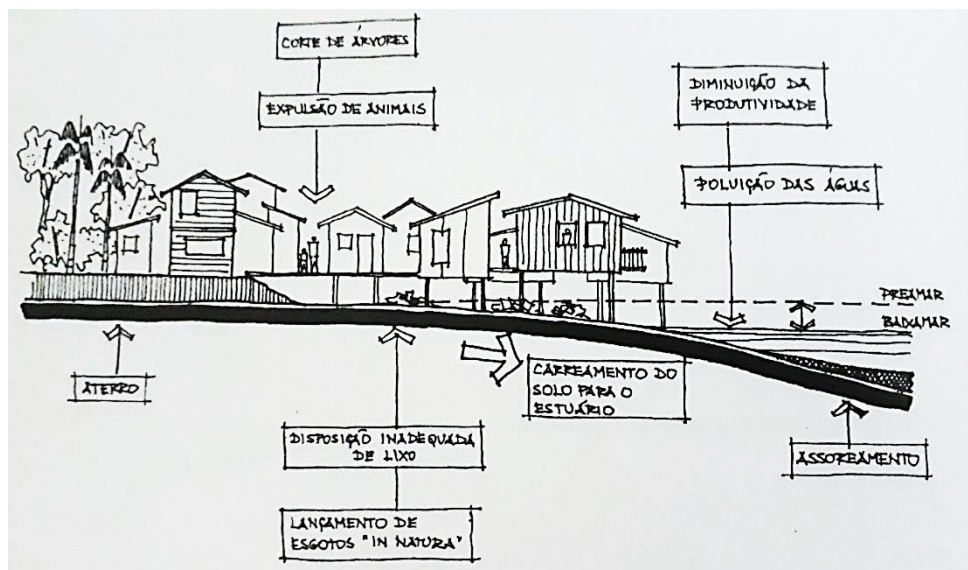 CORTE DE ÁRVORES
EXPULSÃO DE ANIMAIS
DIMINUIÇÃO DA
PRODUTIVIDADE
POLUIÇÃO DAS ÁGUAS
PREAMAR
BAIXAMAR
ATERRO
CARREAMENTO DO
SOLO PARA O
ESTUÁRIO
DISPOSIÇÃO INADEQUADA
DE LIXO
ASSOREAMENTO
LANÇAMENTO DE
ESGOTOS "IN NATURA"